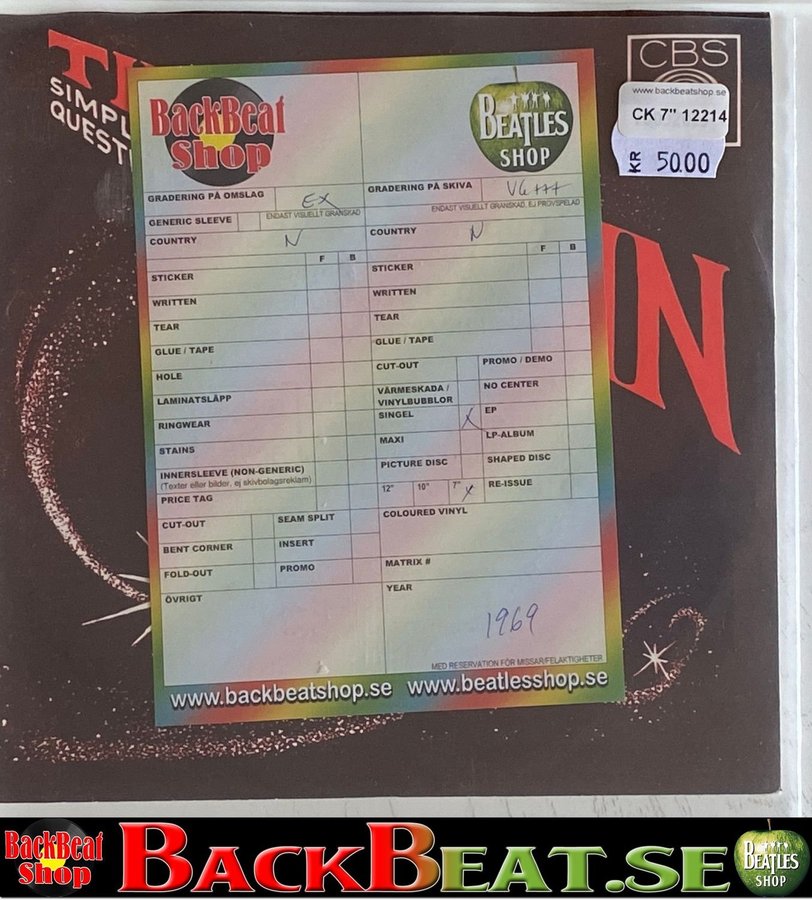 SIMPL
QUEST
IN
CBS
www.backbeatshop.se
CK 7" 12214
KR 50.00
BackBeat
Shop
BEATLES
SHOP
GRADERING PÅ OMSLAG EX
ENDAST VISUELLT GRANSKAD
GENERIC SLEEVE
COUNTRY N
F B
STICKER
WRITTEN
TEAR
GLUE / TAPE
HOLE
LAMINATSLÄPP
RINGWEAR
STAINS
INNERSLEEVE (NON-GENERIC)
(Texter eller bilder, ej skivbolagsreklam)
PRICE TAG
CUT-OUT SEAM SPLIT
BENT CORNER INSERT
FOLD-OUT PROMO
ÖVRIGT
GRADERING PÅ SKIVA VG+++
ENDAST VISUELLT GRANSKAD, EJ PROVSPELAD
COUNTRY N
F B
STICKER
WRITTEN
TEAR
GLUE / TAPE
CUT-OUT PROMO / DEMO
VÄRMESKADA / NO CENTER
VINYLBUBBLOR
SINGEL X EP
MAXI LP-ALBUM
PICTURE DISC SHAPED DISC
12" 10" 7" X RE-ISSUE
COLOURED VINYL
MATRIX #
YEAR
1969
MED RESERVATION FÖR MISSAR/FELAKTIGHETER
www.backbeatshop.se www.beatlesshop.se
BackBeat
Shop
BACKBEAT.SE
BEATLES
SHOP